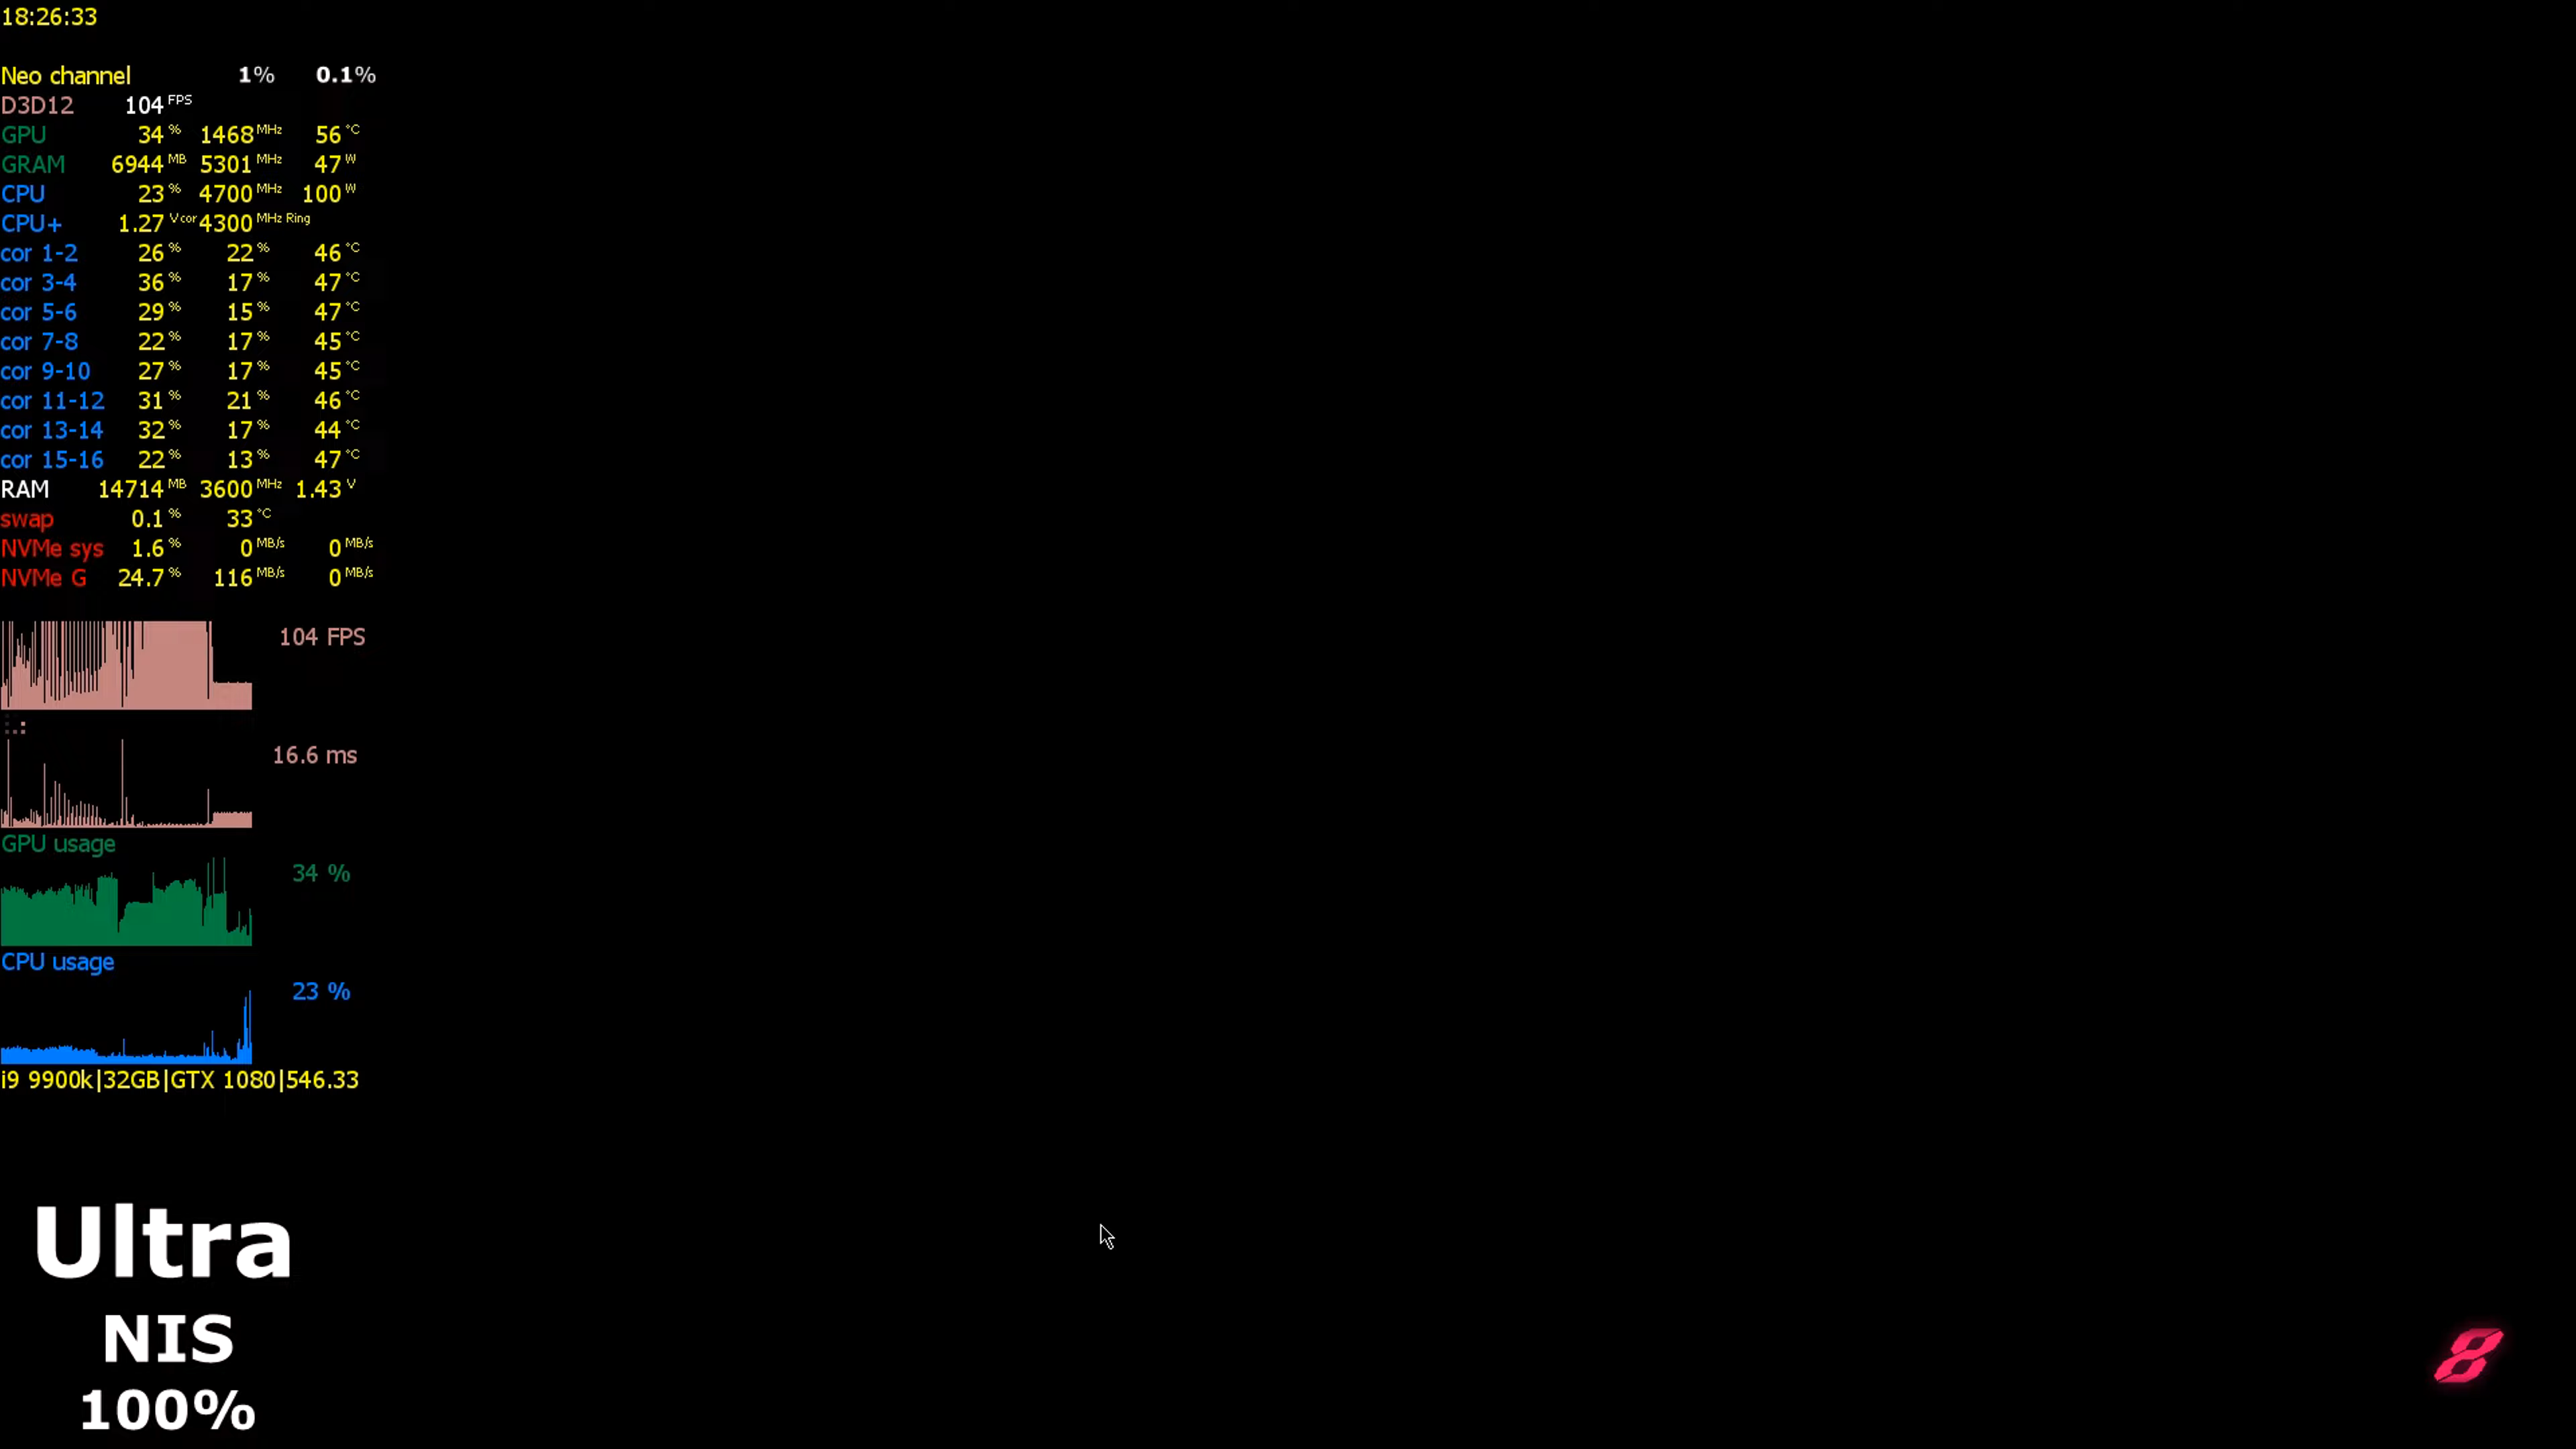 18:26:33
Neo channel 1% 0.1%
D3D12 104 FPS
GPU 34 % 1468 MHz 56 °C
GRAM 6944 MB 5301 MHz 47 W
CPU 23 % 4700 MHz 100 W
CPU+ 1.27 Vcor 4300 MHz Ring
cor 1-2 26 % 22 % 46 °C
cor 3-4 36 % 17 % 47 °C
cor 5-6 29 % 15 % 47 °C
cor 7-8 22 % 17 % 45 °C
cor 9-10 27 % 17 % 45 °C
cor 11-12 31 % 21 % 46 °C
cor 13-14 32 % 17 % 44 °C
cor 15-16 22 % 13 % 47 °C
RAM 14714 MB 3600 MHz 1.43 V
swap 0.1 % 33 °C
NVMe sys 1.6 % 0 MB/s 0 MB/s
NVMe G 24.7 % 116 MB/s 0 MB/s
104 FPS
16.6 ms
GPU usage
34 %
CPU usage
23 %
i9 9900k|32GB|GTX 1080|546.33
Ultra
NIS
100%
8